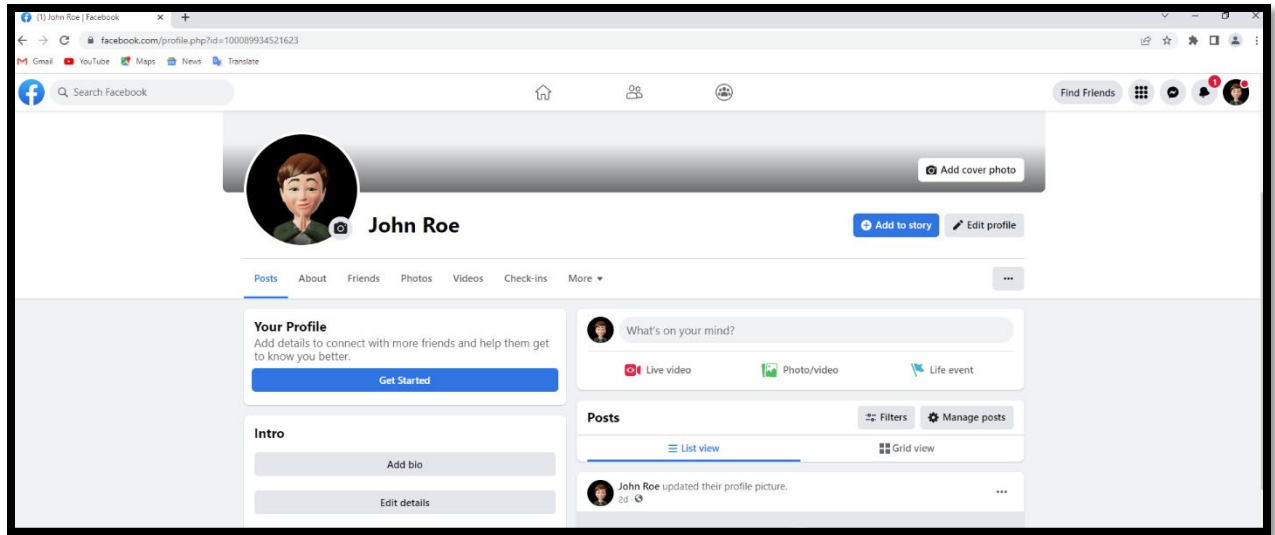 (1) John Roe | Facebook
facebook.com/profile.php?id=100089934521623
Gmail YouTube Maps News Translate
Search Facebook
Find Friends
1
Add cover photo
John Roe
Add to story Edit profile
Posts About Friends Photos Videos Check-ins More
Your Profile
Add details to connect with more friends and help them get
to know you better.
Get Started
What's on your mind?
Live video Photo/video Life event
Posts
Filters Manage posts
List view Grid view
Intro
Add bio
Edit details
John Roe updated their profile picture.
2d ·